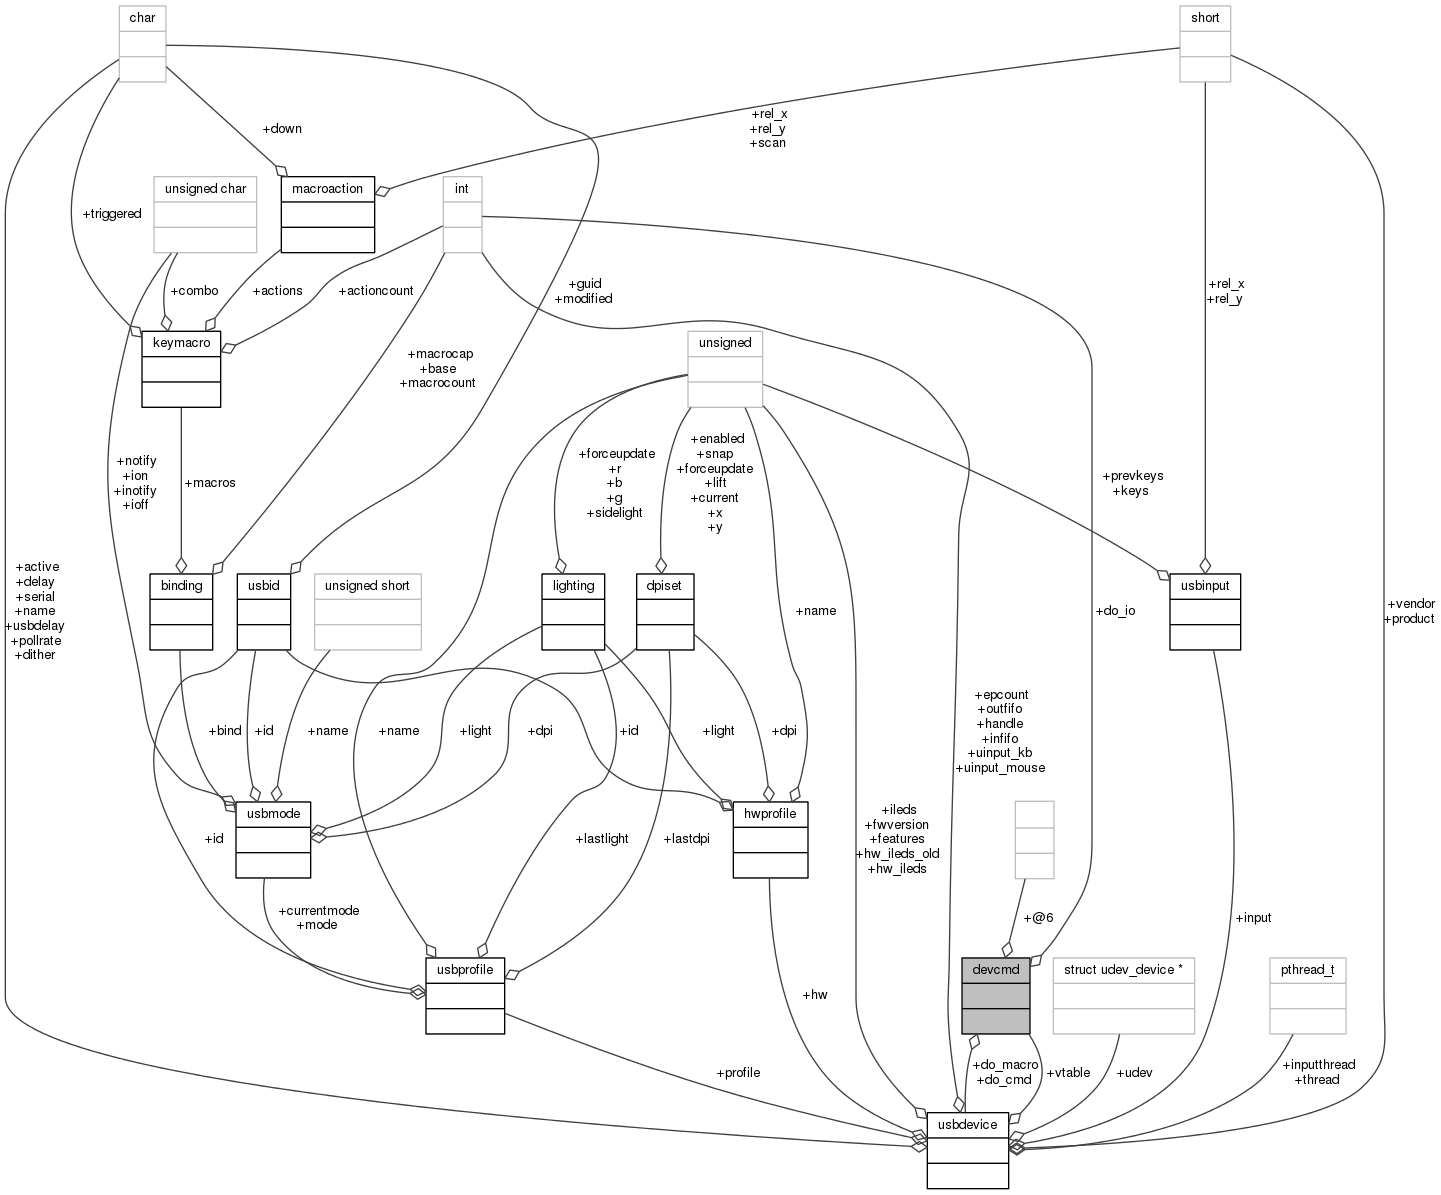 char
short
+rel_x
+rel_y
+scan
+down
unsigned char
macroaction
int
+triggered
+combo
+actions
+actioncount
+guid
+modified
+rel_x
+rel_y
keymacro
unsigned
+macrocap
+base
+macrocount
+notify
+ion
+inotify
+ioff
+macros
+forceupdate
+r
+b
+g
+sidelight
+enabled
+snap
+forceupdate
+lift
+current
+x
+y
+prevkeys
+keys
+active
+delay
+serial
+name
+usbdelay
+pollrate
+dither
binding
usbid
unsigned short
lighting
dpiset
+name
+do_io
usbinput
+vendor
+product
+bind
+id
+name
+name
+light
+dpi
+id
+light
+dpi
+epcount
+outfifo
+handle
+infifo
+uinput_kb
+uinput_mouse
+id
usbmode
+lastlight
+lastdpi
hwprofile
+ileds
+fwversion
+features
+hw_ileds_old
+hw_ileds
+currentmode
+mode
+@6
+input
usbprofile
+hw
devcmd
struct udev_device *
pthread_t
+profile
+do_macro
+do_cmd
+vtable
+udev
+inputthread
+thread
usbdevice